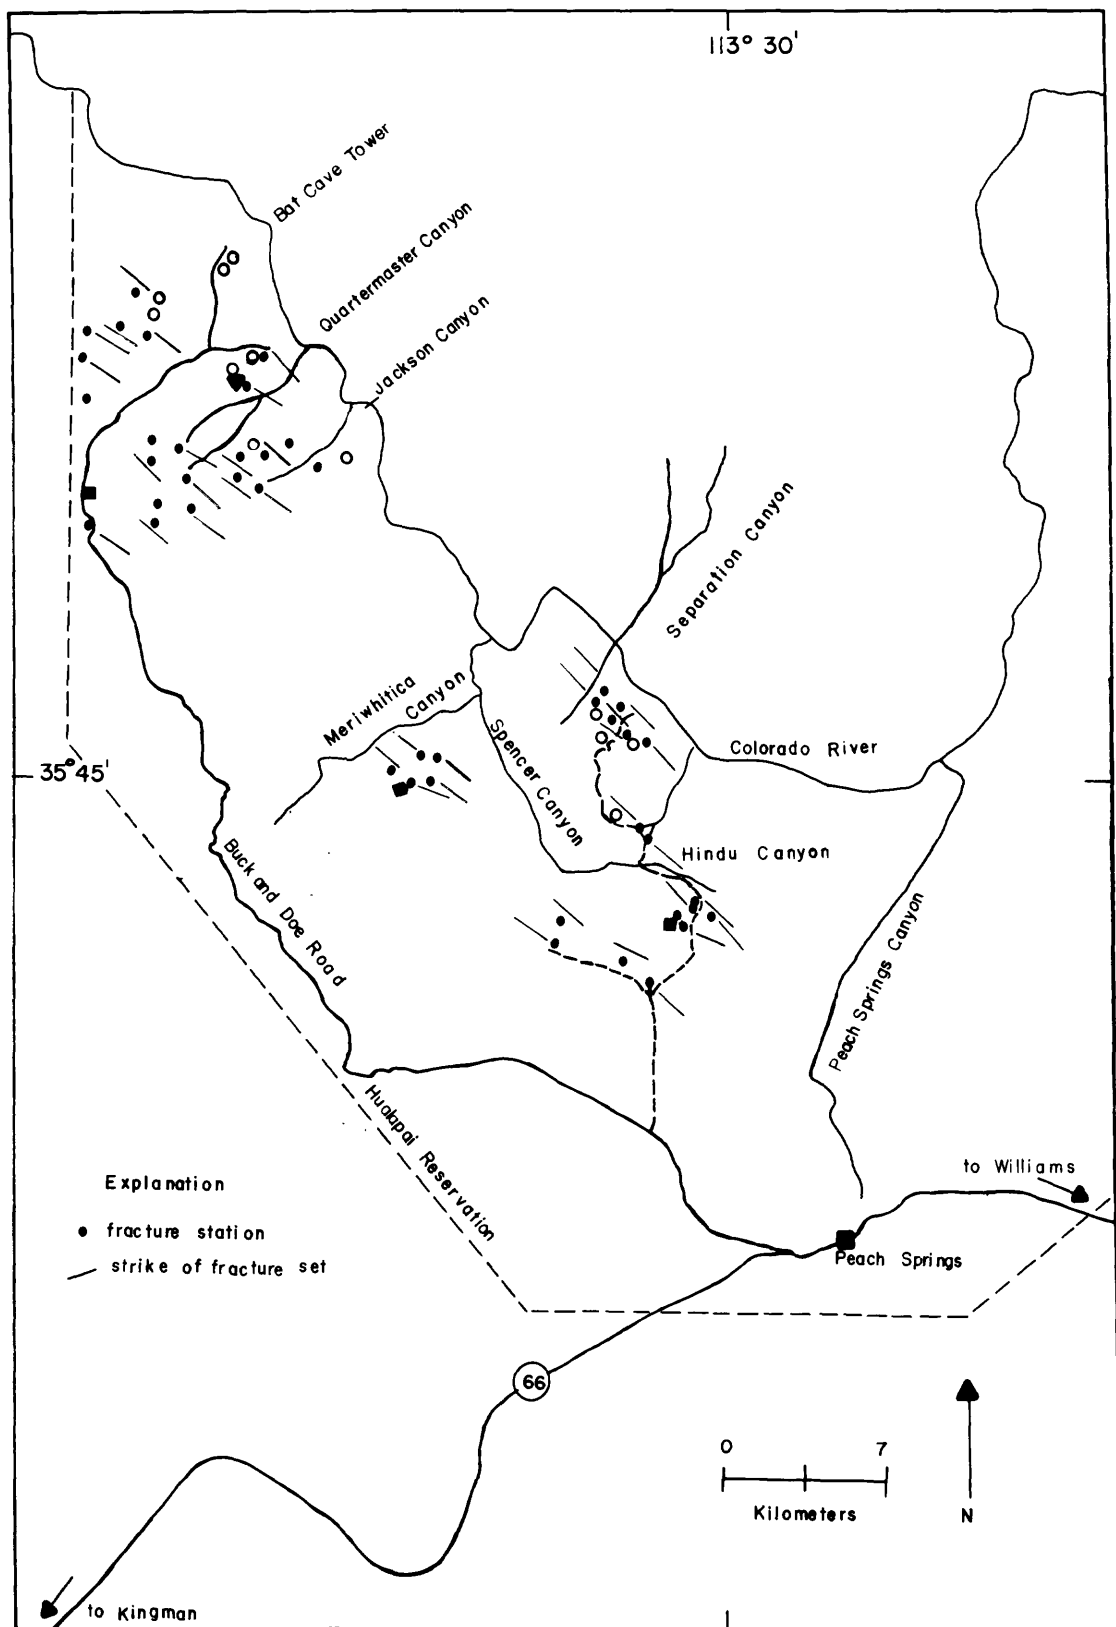 113° 30'
Bat Cave Tower
Quartermaster Canyon
Jackson Canyon
Separation Canyon
Meriwhitica
Canyon
Spencer Canyon
Colorado River
35° 45'
Hindu Canyon
Buck and Doe Road
Peach Springs Canyon
Hualapai Reservation
to Williams
Explanation
fracture station
strike of fracture set
Peach Springs
66
0 7
Kilometers
N
to Kingman